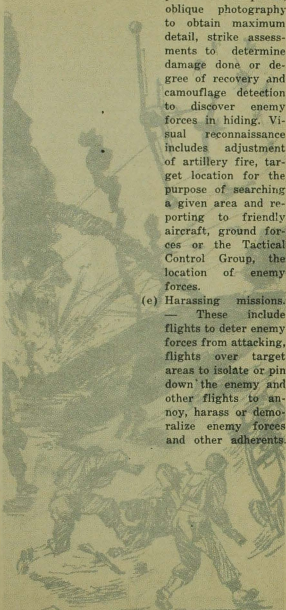 oblique photography
to obtain maximum
detail, strike assess-
ments to determine
damage done or de-
gree of recovery and
camouflage detection
to discover enemy
forces in hiding. Vi-
sual reconnaissance
includes adjustment
of artillery fire, tar-
get location for the
purpose of searching
a given area and re-
porting to friendly
aircraft, ground for-
ces or the Tactical
Control Group, the
location of enemy
forces.
(e) Harassing missions.
— These include
flights to deter enemy
forces from attacking,
flights over target
areas to isolate or pin
down the enemy and
other flights to an-
noy, harass or demo-
ralize enemy forces
and other adherents.